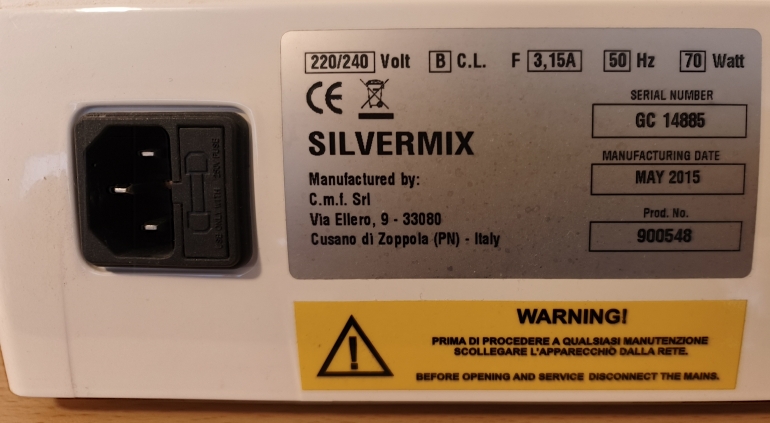 220/240 Volt B C.L. F 3,15A 50 Hz 70 Watt
CE
SERIAL NUMBER
GC 14885
SILVERMIX
MANUFACTURING DATE
MAY 2015
Manufactured by:
C.m.f. Srl
Via Ellero, 9 - 33080
Cusano di Zoppola (PN) - Italy
Prod. No.
900548
WARNING!
PRIMA DI PROCEDERE A QUALSIASI MANUTENZIONE
SCOLLEGARE L'APPARECCHIO DALLA RETE.
BEFORE OPENING AND SERVICE DISCONNECT THE MAINS.